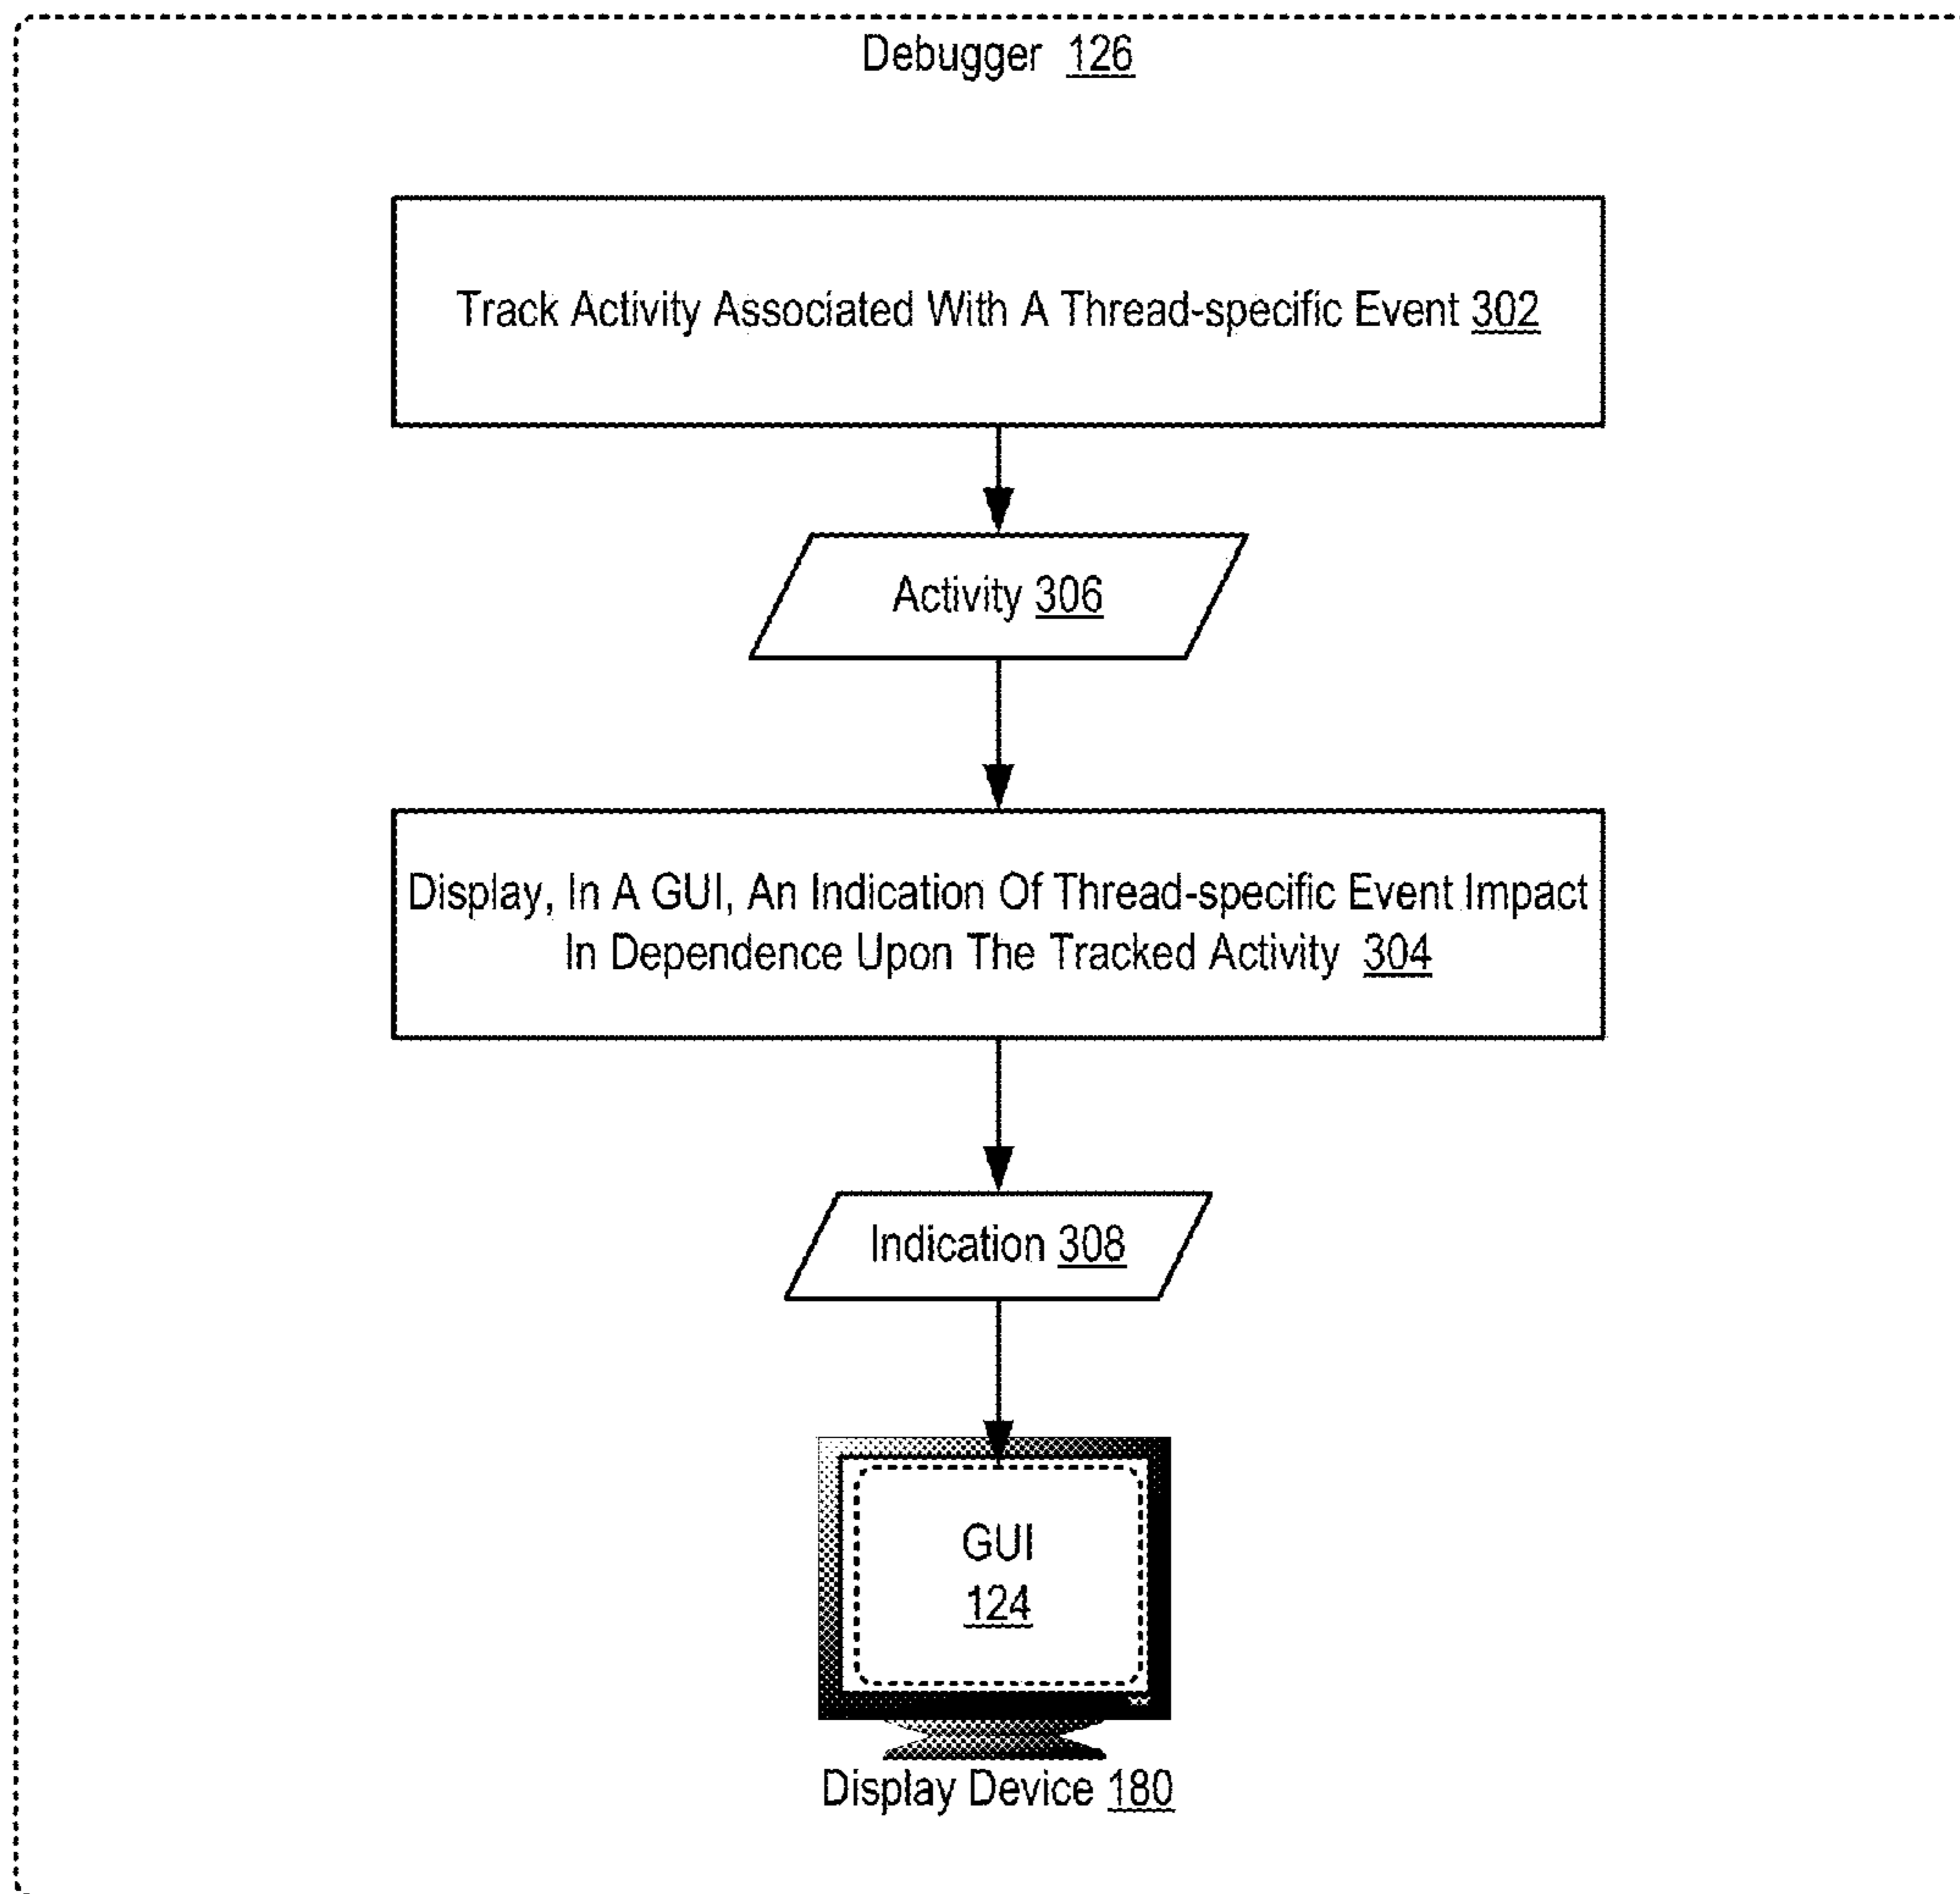 Debugger 126
Track Activity Associated With A Thread-specific Event 302
Activity 306
Display, In A GUI, An Indication Of Thread-specific Event Impact
In Dependence Upon The Tracked Activity 304
Indication 308
GUI
124
Display Device 180